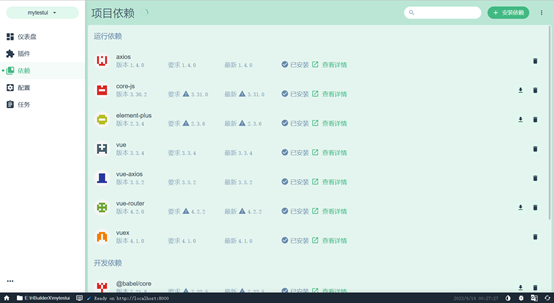 mytestui
项目依赖
安装依赖
仪表盘
插件
依赖
配置
任务
运行依赖
axios
版本 1.4.0 要求 1.4.0 最新 1.4.0 已安装 查看详情
core-js
版本 3.30.2 要求 3.31.0 最新 3.31.0 已安装 查看详情
element-plus
版本 2.3.4 要求 2.3.6 最新 2.3.6 已安装 查看详情
vue
版本 3.3.4 要求 3.3.4 最新 3.3.4 已安装 查看详情
vue-axios
版本 3.5.2 要求 3.5.2 最新 3.5.2 已安装 查看详情
vue-router
版本 4.2.0 要求 4.2.2 最新 4.2.2 已安装 查看详情
vuex
版本 4.1.0 要求 4.1.0 最新 4.1.0 已安装 查看详情
开发依赖
@babel/core
已安装 查看详情
Ready on http://localhost:8000